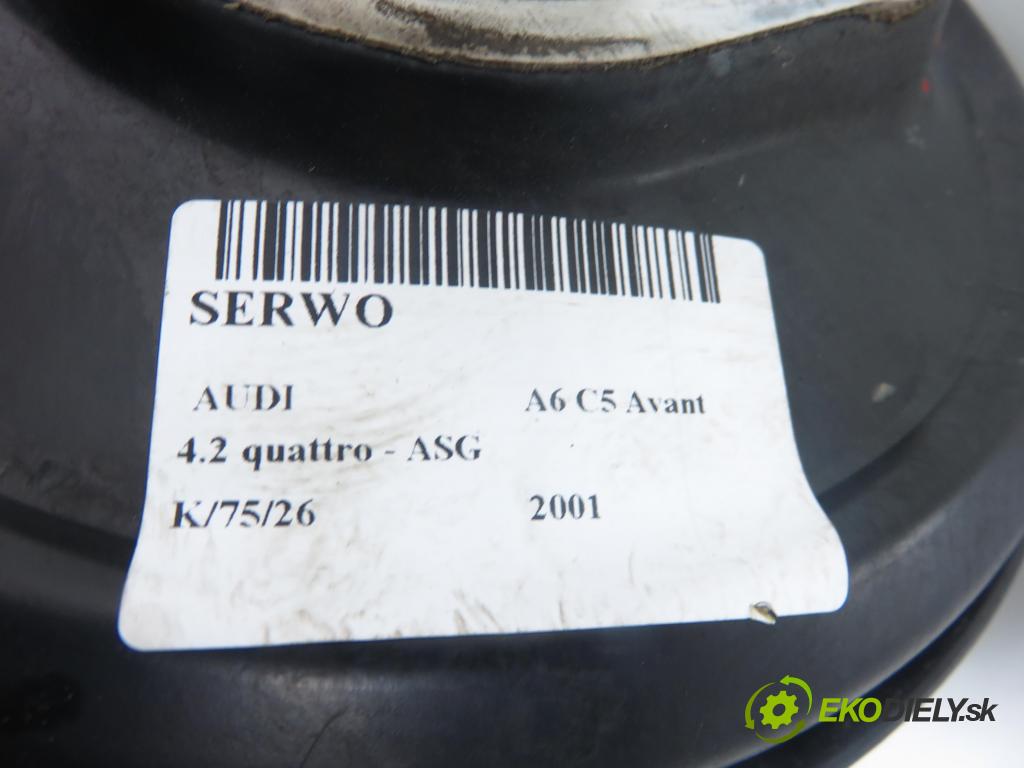 SERWO
AUDI A6 C5 Avant
4.2 quattro - ASG
K/75/26 2001
EKODIELY.sk